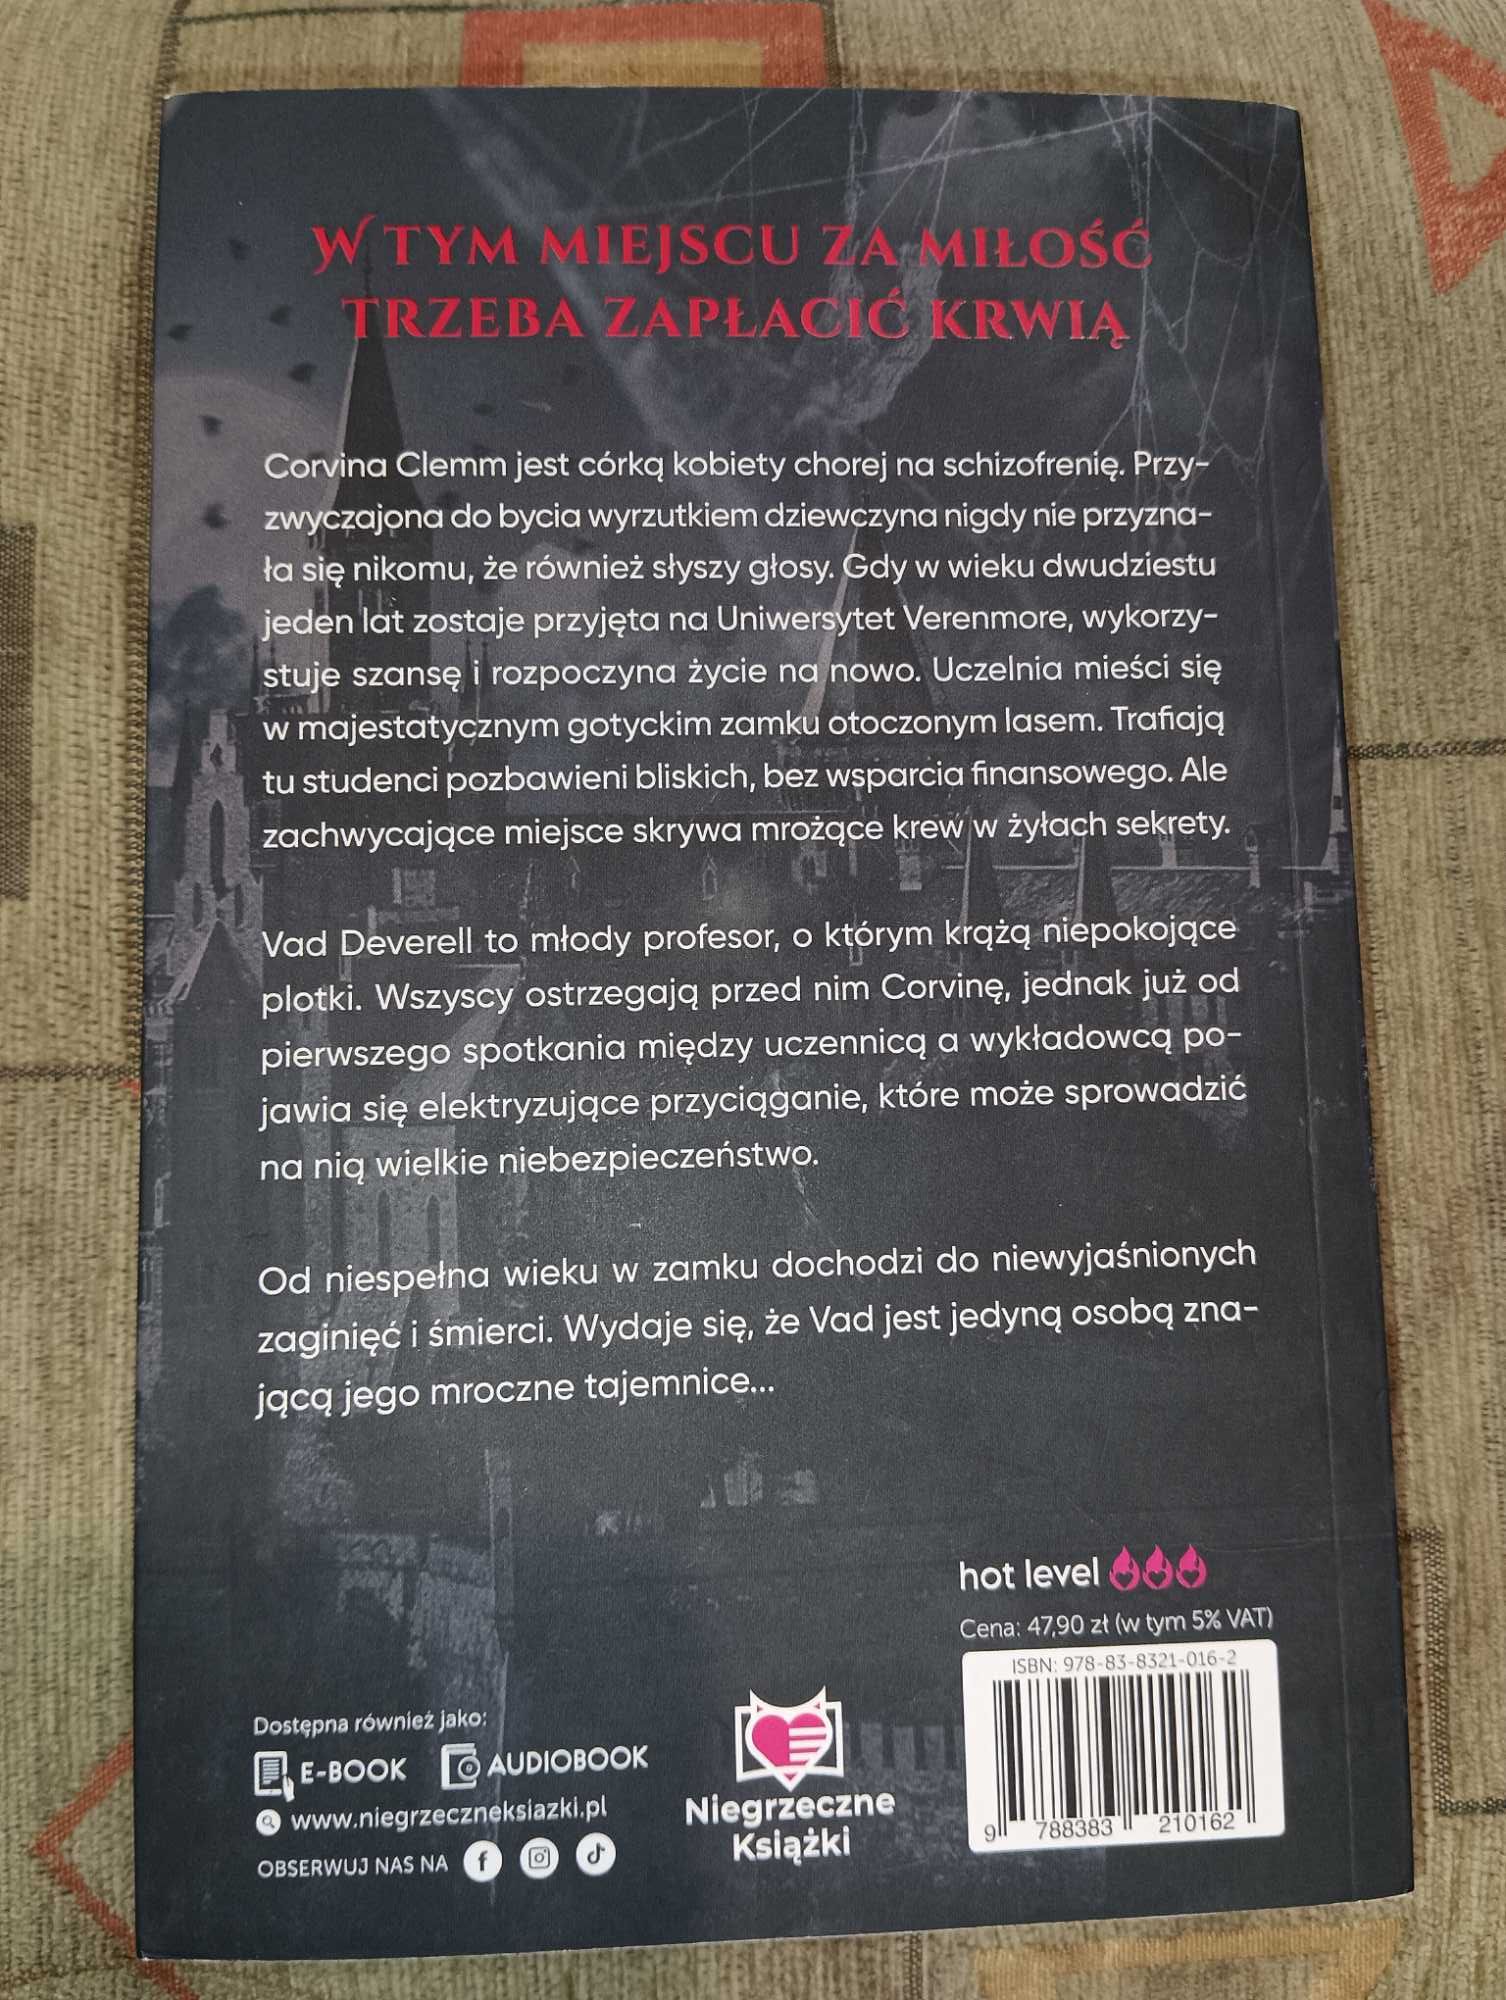 W TYM MIEJSCU ZA MIŁOŚĆ
TRZEBA ZAPŁACIĆ KRWIĄ
Corvina Clemm jest córką kobiety chorej na schizofrenię. Przy-
zwyczajona do bycia wyrzutkiem dziewczyna nigdy nie przyzna-
ła się nikomu, że również słyszy głosy. Gdy w wieku dwudziestu
jeden lat zostaje przyjęta na Uniwersytet Verenmore, wykorzy-
stuje szansę i rozpoczyna życie na nowo. Uczelnia mieści się
w majestatycznym gotyckim zamku otoczonym lasem. Trafiają
tu studenci pozbawieni bliskich, bez wsparcia finansowego. Ale
zachwycające miejsce skrywa mrożące krew w żyłach sekrety.
Vad Deverell to młody profesor, o którym krążą niepokojące
plotki. Wszyscy ostrzegają przed nim Corvinę, jednak już od
pierwszego spotkania między uczennicą a wykładowcą po-
jawia się elektryzujące przyciąganie, które może sprowadzić
na nią wielkie niebezpieczeństwo.
Od niespełna wieku w zamku dochodzi do niewyjaśnionych
zaginięć i śmierci. Wydaje się, że Vad jest jedyną osobą zna-
jącą jego mroczne tajemnice...
hot level
Cena: 47,90 zł (w tym 5% VAT)
ISBN: 978-83-8321-016-2
9 788383 210162
Dostępna również jako:
E-BOOK AUDIOBOOK
www.niegrzeczneksiazki.pl
OBSERWUJ NAS NA
Niegrzeczne
Książki